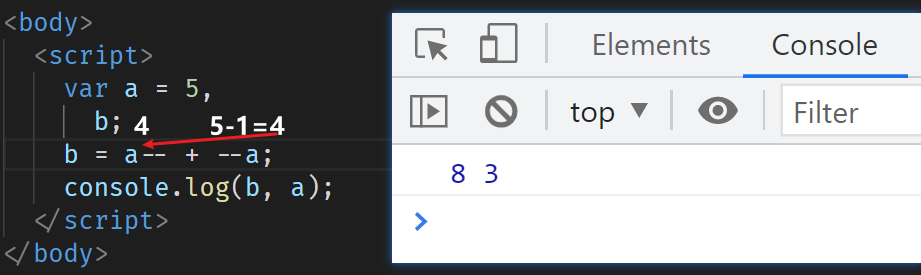 <body>
<script>
var a = 5,
b; 4 5-1=4
b = a-- + --a;
console.log(b, a);
</script>
</body>
Elements Console
top Filter
8 3